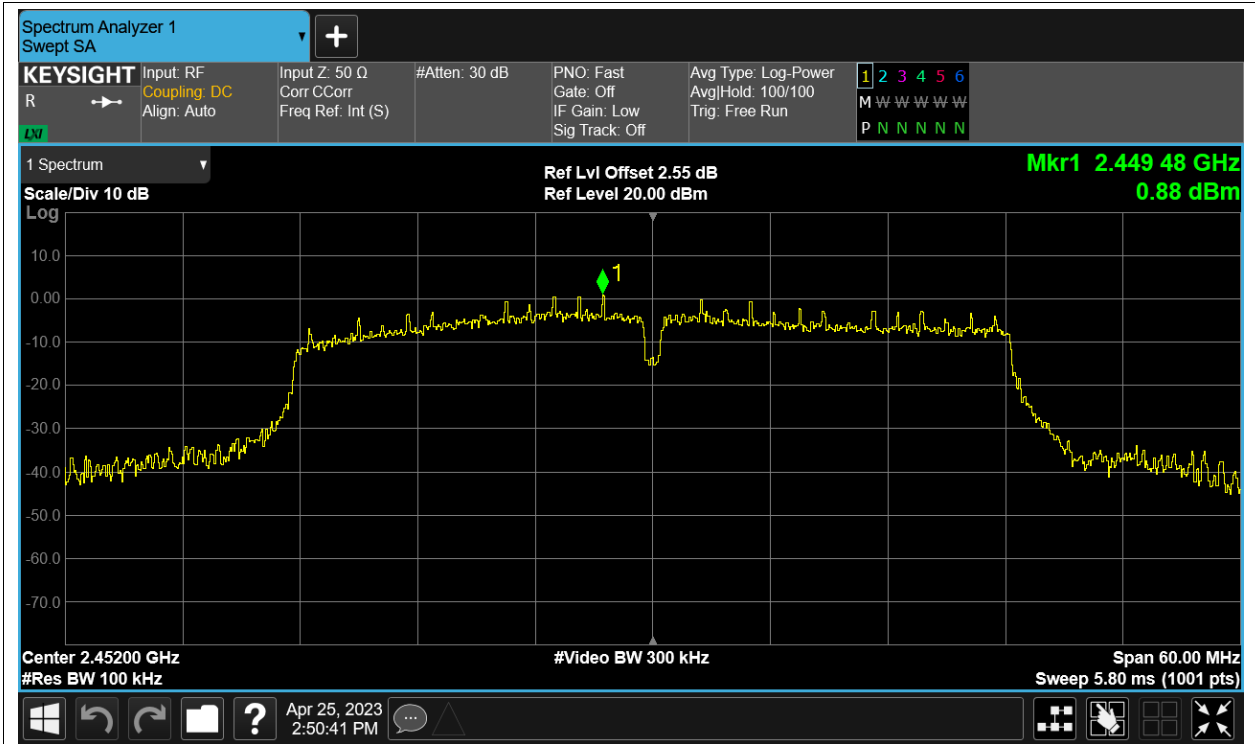 Spectrum Analyzer 1
Swept SA
KEYSIGHT
R
LXI
Input: RF
Coupling: DC
Align: Auto
Input Z: 50 Ω
Corr CCorr
Freq Ref: Int (S)
#Atten: 30 dB
PNO: Fast
Gate: Off
IF Gain: Low
Sig Track: Off
Avg Type: Log-Power
Avg|Hold: 100/100
Trig: Free Run
1 2 3 4 5 6
M W W W W W
P N N N N N
1 Spectrum
Scale/Div 10 dB
Log
Ref Lvl Offset 2.55 dB
Ref Level 20.00 dBm
Mkr1 2.449 48 GHz
0.88 dBm
1
10.0
0.00
-10.0
-20.0
-30.0
-40.0
-50.0
-60.0
-70.0
Center 2.45200 GHz
#Res BW 100 kHz
#Video BW 300 kHz
Span 60.00 MHz
Sweep 5.80 ms (1001 pts)
?
Apr 25, 2023
2:50:41 PM